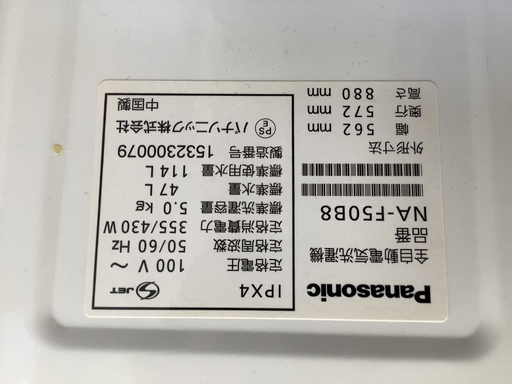 Panasonic
全自動電気洗濯機
品番
NA-F50B8
外形寸法
幅 562 mm
奥行 572 mm
高さ 880 mm
IPX4
S JET
定格電圧 100 V ~
定格周波数 50/60 Hz
定格消費電力 355/430 W
標準洗濯容量 5.0 kg
標準水量 47 L
標準使用水量 114 L
製造番号 1532300079
PS E パナソニック株式会社
中国製